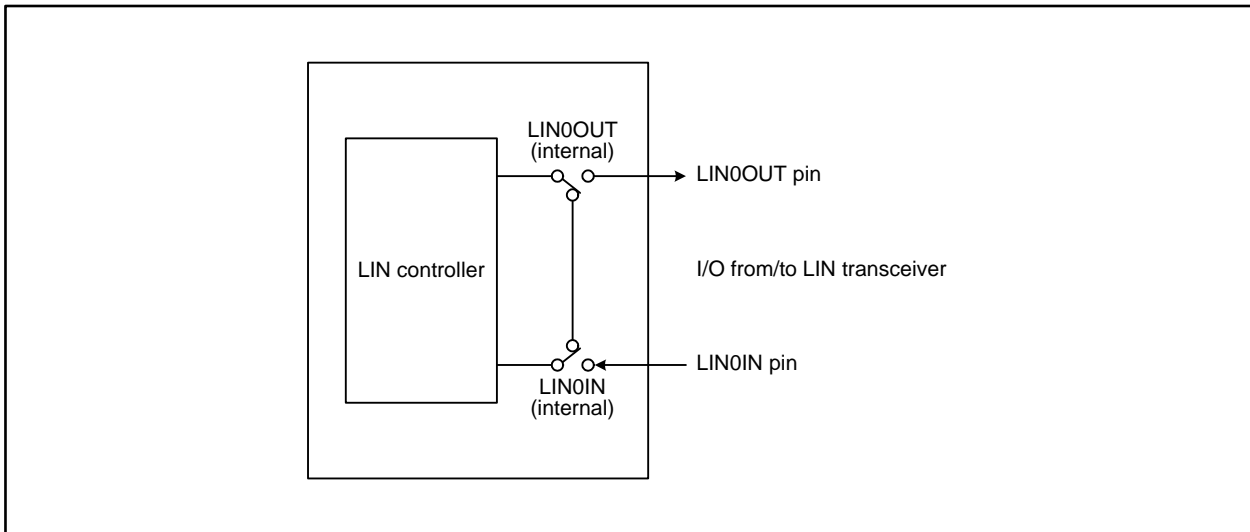 LIN0OUT
(internal)
LIN0OUT pin
LIN controller
I/O from/to LIN transceiver
LIN0IN pin
LIN0IN
(internal)